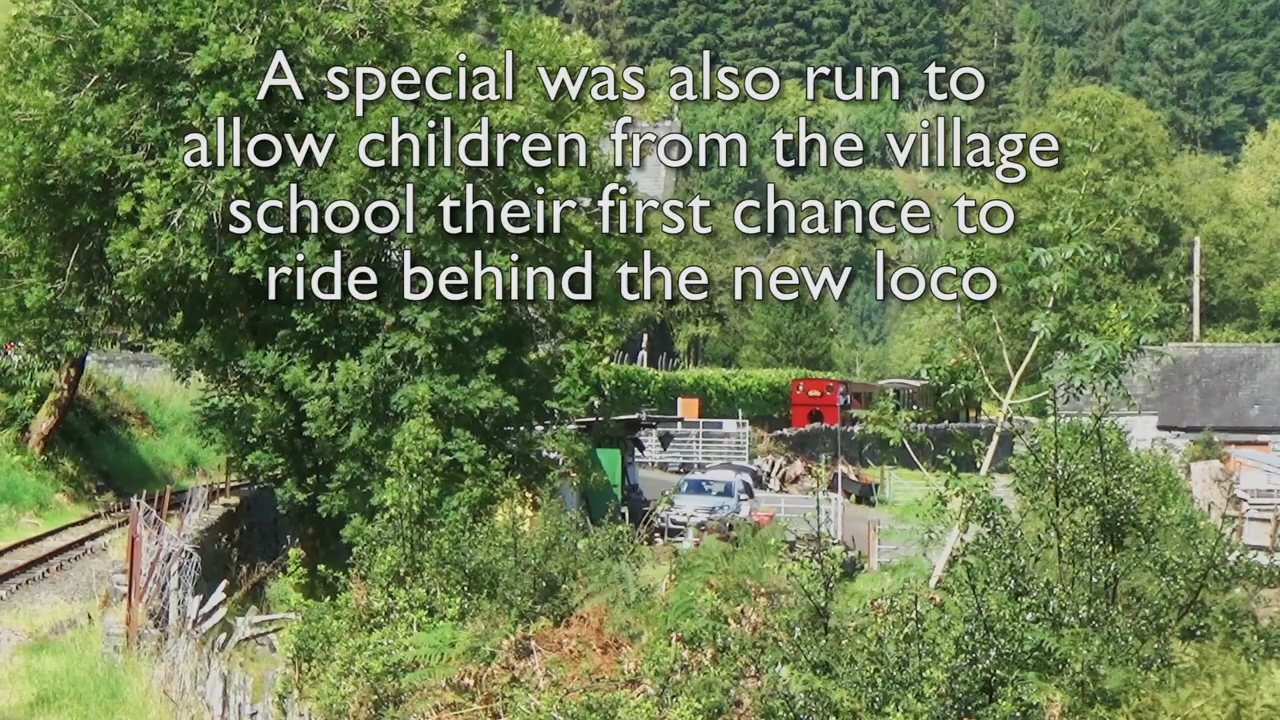 A special was also run to
allow children from the village
school their first chance to
ride behind the new loco